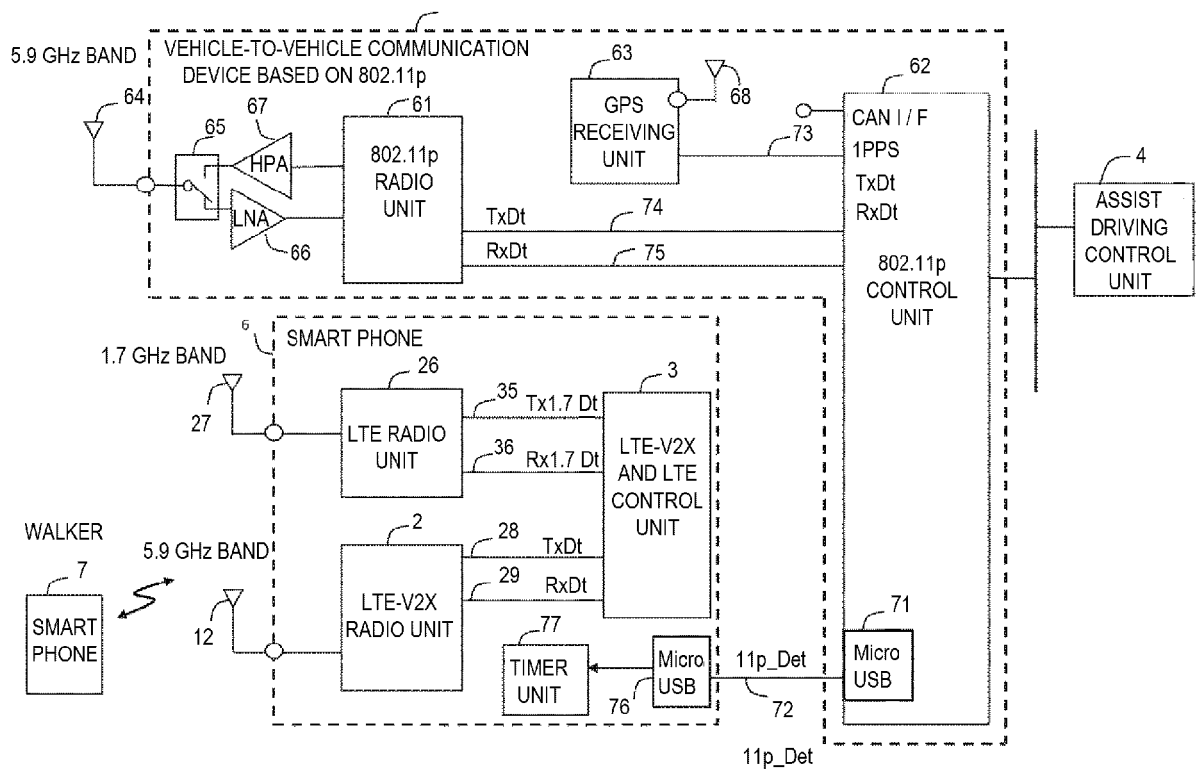 5.9 GHz BAND
64
VEHICLE-TO-VEHICLE COMMUNICATION
DEVICE BASED ON 802.11p
65
67
HPA
LNA
66
61
802.11p
RADIO
UNIT
63
GPS
RECEIVING
UNIT
68
73
62
CAN I / F
1PPS
TxDt
RxDt
802.11p
CONTROL
UNIT
TxDt
74
RxDt
75
4
ASSIST
DRIVING
CONTROL
UNIT
6
SMART PHONE
1.7 GHz BAND
27
26
LTE RADIO
UNIT
35
Tx1.7 Dt
36
Rx1.7 Dt
3
LTE-V2X
AND LTE
CONTROL
UNIT
WALKER
7
SMART
PHONE
5.9 GHz BAND
12
2
LTE-V2X
RADIO UNIT
28
TxDt
29
RxDt
77
TIMER
UNIT
Micro
USB
76
11p_Det
72
71
Micro
USB
11p_Det